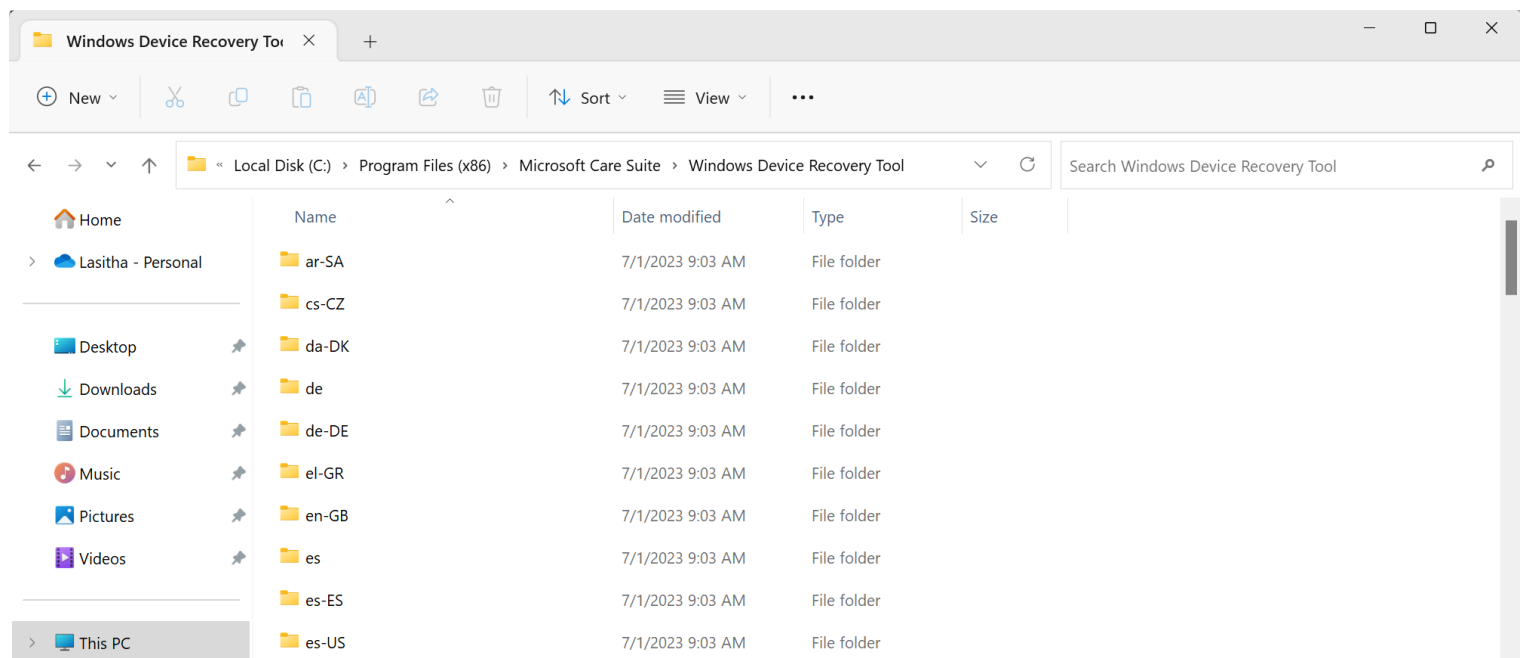 Windows Device Recovery Too
New
Sort
View
« Local Disk (C:) › Program Files (x86) › Microsoft Care Suite › Windows Device Recovery Tool
Search Windows Device Recovery Tool
Home
Lasitha - Personal
Desktop
Downloads
Documents
Music
Pictures
Videos
This PC
Name Date modified Type Size
ar-SA 7/1/2023 9:03 AM File folder
cs-CZ 7/1/2023 9:03 AM File folder
da-DK 7/1/2023 9:03 AM File folder
de 7/1/2023 9:03 AM File folder
de-DE 7/1/2023 9:03 AM File folder
el-GR 7/1/2023 9:03 AM File folder
en-GB 7/1/2023 9:03 AM File folder
es 7/1/2023 9:03 AM File folder
es-ES 7/1/2023 9:03 AM File folder
es-US 7/1/2023 9:03 AM File folder